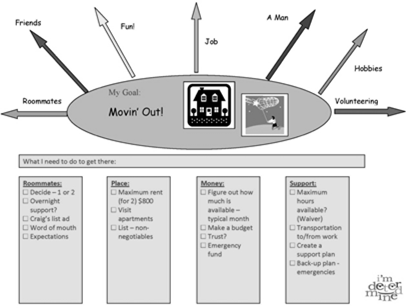 Friends
Fun!
Job
A Man
Hobbies
Roommates
Volunteering
My Goal:
Movin' Out!
What I need to do to get there:
Roommates:
☐ Decide – 1 or 2
☐ Overnight
support?
☐ Craig's list ad
☐ Word of mouth
☐ Expectations
Place:
☐ Maximum rent
(for 2) $800
☐ Visit
apartments
☐ List – non-
negotiables
Money:
☐ Figure out how
much is
available –
typical month
☐ Make a budget
☐ Trust?
☐ Emergency
fund
Support:
☐ Maximum
hours
available?
(Waiver)
☐ Transportation
to/from work
☐ Create a
support plan
☐ Back-up plan -
emergencies
i'm
deter
mined